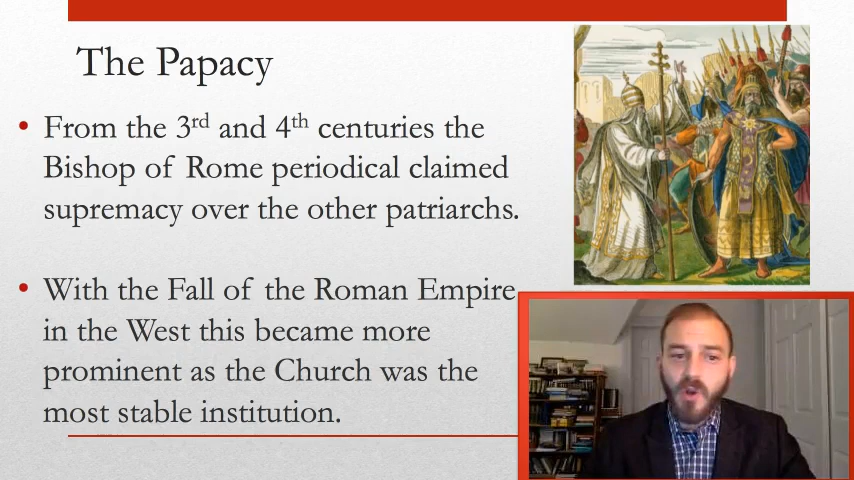 The Papacy
• From the 3rd and 4th centuries the
Bishop of Rome periodical claimed
supremacy over the other patriarchs.
• With the Fall of the Roman Empire
in the West this became more
prominent as the Church was the
most stable institution.